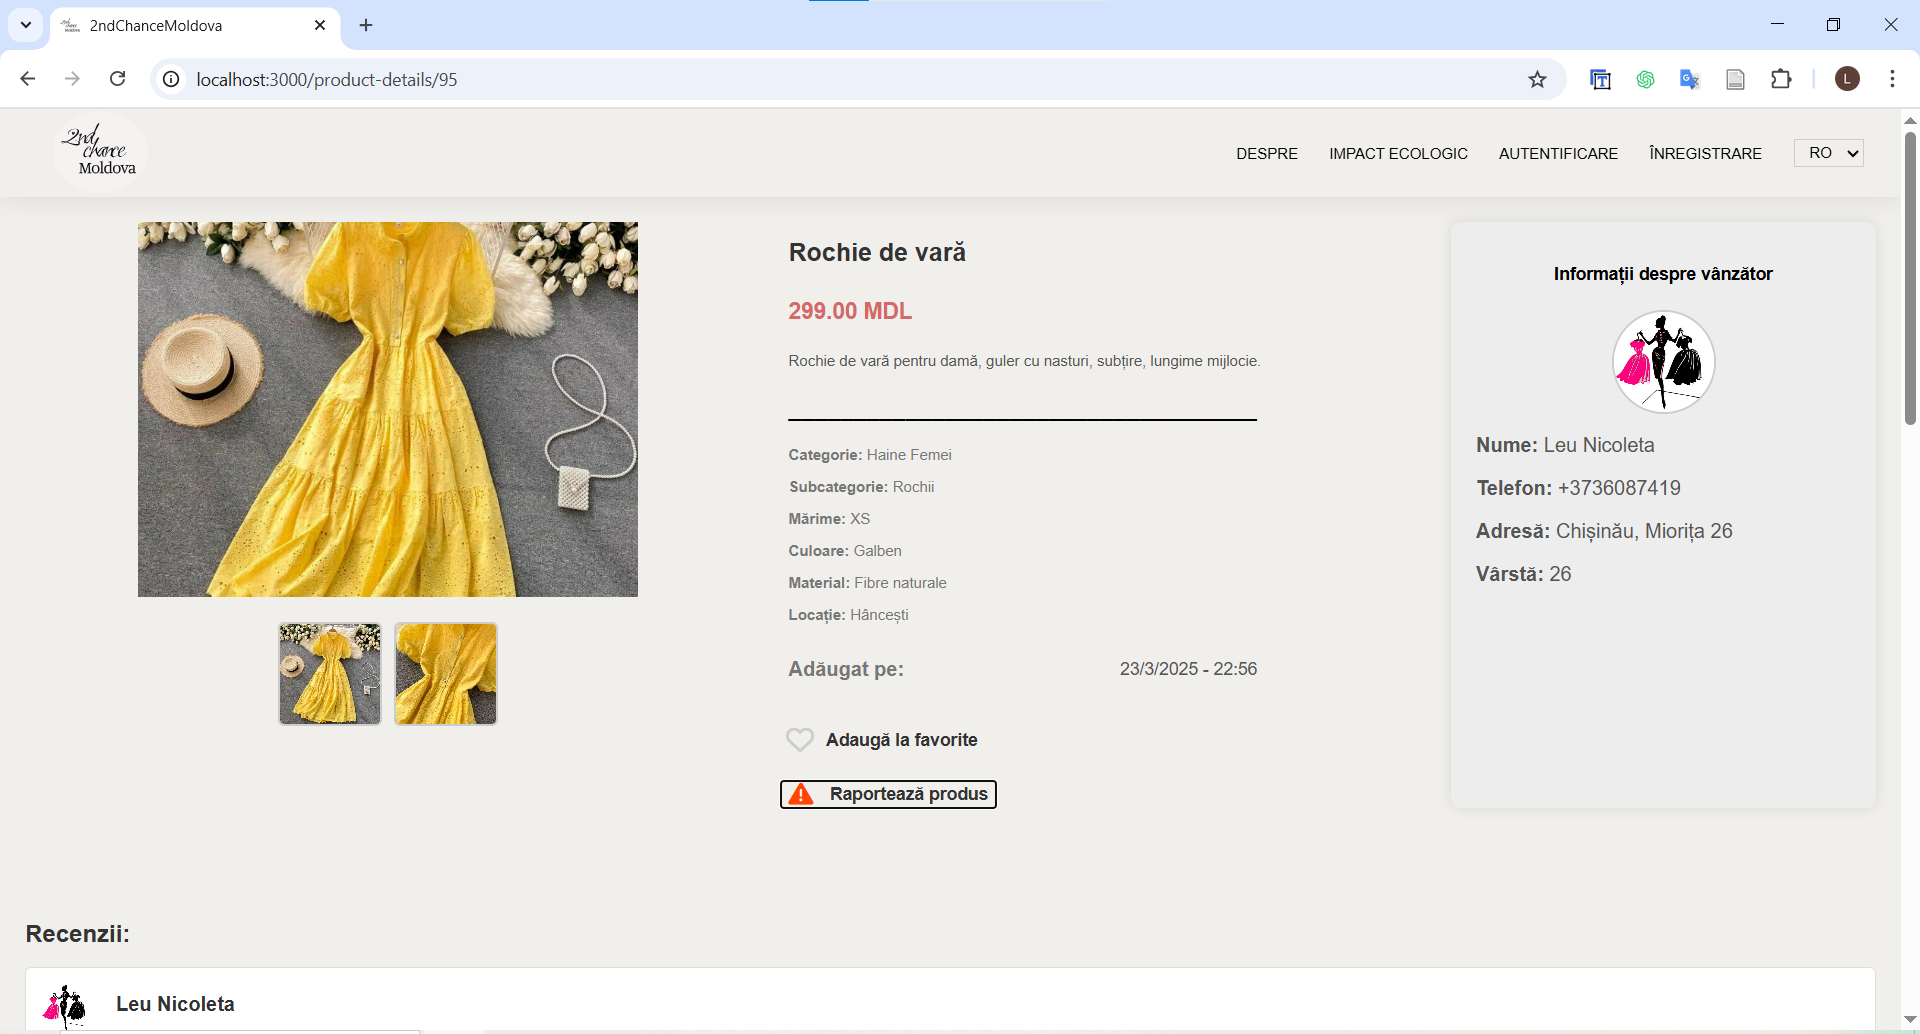 2ndChanceMoldova
localhost:3000/product-details/95
L
2nd
chance
Moldova
DESPRE
IMPACT ECOLOGIC
AUTENTIFICARE
ÎNREGISTRARE
RO
Rochie de vară
299.00 MDL
Rochie de vară pentru damă, guler cu nasturi, subțire, lungime mijlocie.
Categorie: Haine Femei
Subcategorie: Rochii
Mărime: XS
Culoare: Galben
Material: Fibre naturale
Locație: Hâncești
Adăugat pe: 23/3/2025 - 22:56
Adaugă la favorite
Raportează produs
Informații despre vânzător
Nume: Leu Nicoleta
Telefon: +3736087419
Adresă: Chișinău, Miorița 26
Vârstă: 26
Recenzii:
Leu Nicoleta